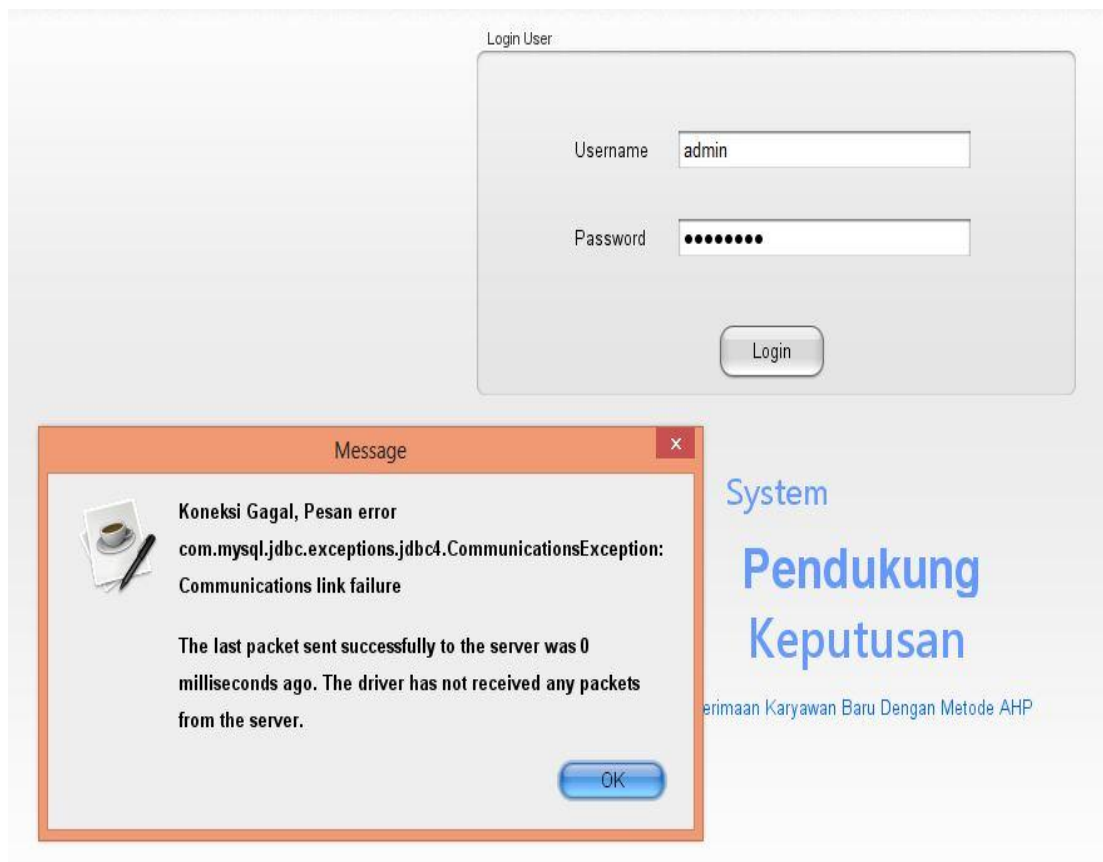 Login User
Username admin
Password
Login
Message
x
Koneksi Gagal, Pesan error
com.mysql.jdbc.exceptions.jdbc4.CommunicationsException:
Communications link failure
The last packet sent successfully to the server was 0
milliseconds ago. The driver has not received any packets
from the server.
OK
System
Pendukung
Keputusan
erimaan Karyawan Baru Dengan Metode AHP